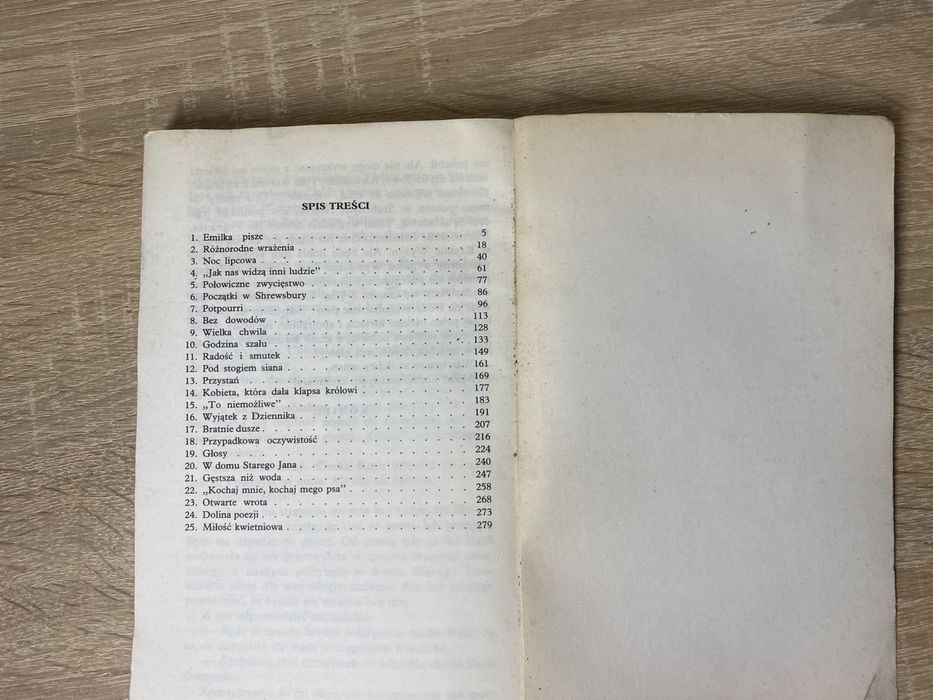 SPIS TREŚCI
1. Emilka pisze . . . . . . . . . . . . . . . 5
2. Różnorodne wrażenia . . . . . . . . . . . . . 18
3. Noc lipcowa . . . . . . . . . . . . . . . 40
4. „Jak nas widzą inni ludzie” . . . . . . . . . . . 61
5. Połowiczne zwycięstwo . . . . . . . . . . . . 77
6. Początki w Shrewsbury . . . . . . . . . . . . 86
7. Potpourri . . . . . . . . . . . . . . . . 96
8. Bez dowodów . . . . . . . . . . . . . . . 113
9. Wielka chwila . . . . . . . . . . . . . . . 128
10. Godzina szału . . . . . . . . . . . . . . . 133
11. Radość i smutek . . . . . . . . . . . . . . 149
12. Pod stogiem siana . . . . . . . . . . . . . . 161
13. Przystań . . . . . . . . . . . . . . . . 169
14. Kobieta, która dała klapsa królowi . . . . . . . . . 177
15. „To niemożliwe” . . . . . . . . . . . . . . 183
16. Wyjątek z Dziennika . . . . . . . . . . . . . 191
17. Bratnie dusze . . . . . . . . . . . . . . . 207
18. Przypadkowa oczywistość . . . . . . . . . . . . 216
19. Głosy . . . . . . . . . . . . . . . . . 224
20. W domu Starego Jana . . . . . . . . . . . . . 240
21. Gęstsza niż woda . . . . . . . . . . . . . . 247
22. „Kochaj mnie, kochaj mego psa” . . . . . . . . . . 258
23. Otwarte wrota . . . . . . . . . . . . . . . 268
24. Dolina poezji . . . . . . . . . . . . . . . 273
25. Miłość kwietniowa . . . . . . . . . . . . . . 279